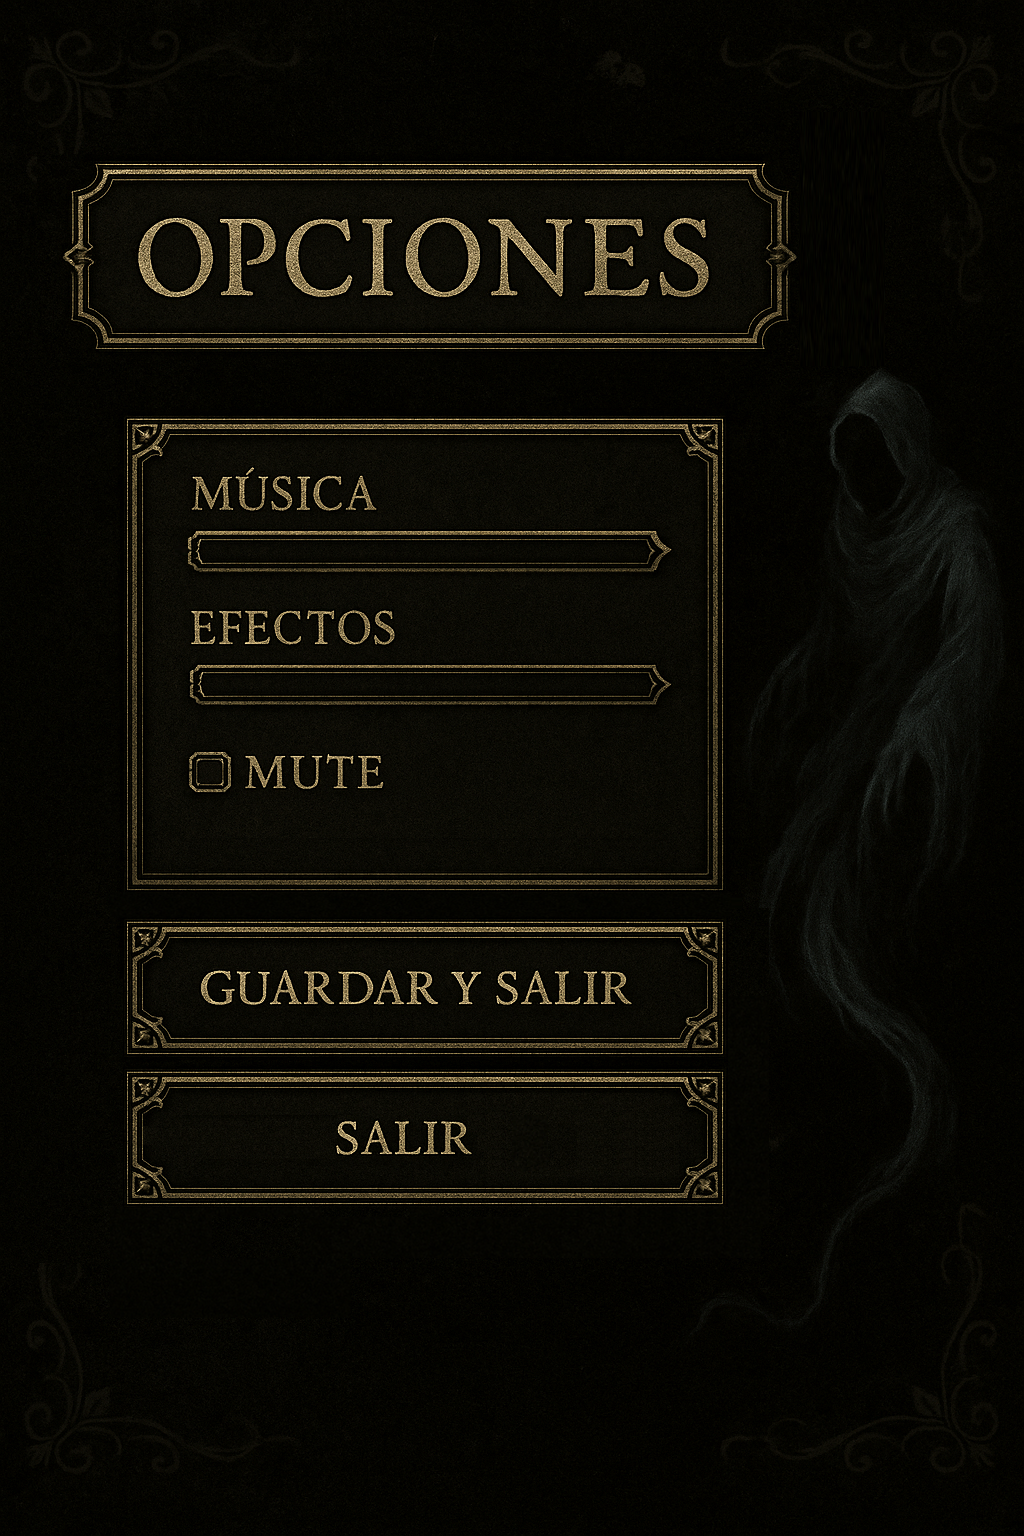 OPCIONES
MÚSICA
EFECTOS
MUTE
GUARDAR Y SALIR
SALIR